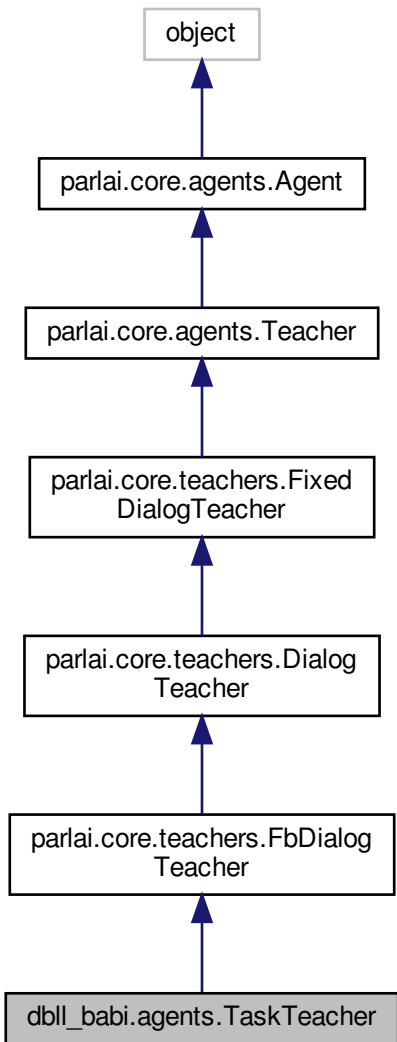 object
parlai.core.agents.Agent
parlai.core.agents.Teacher
parlai.core.teachers.Fixed
DialogTeacher
parlai.core.teachers.Dialog
Teacher
parlai.core.teachers.FbDialog
Teacher
dbll_babi.agents.TaskTeacher